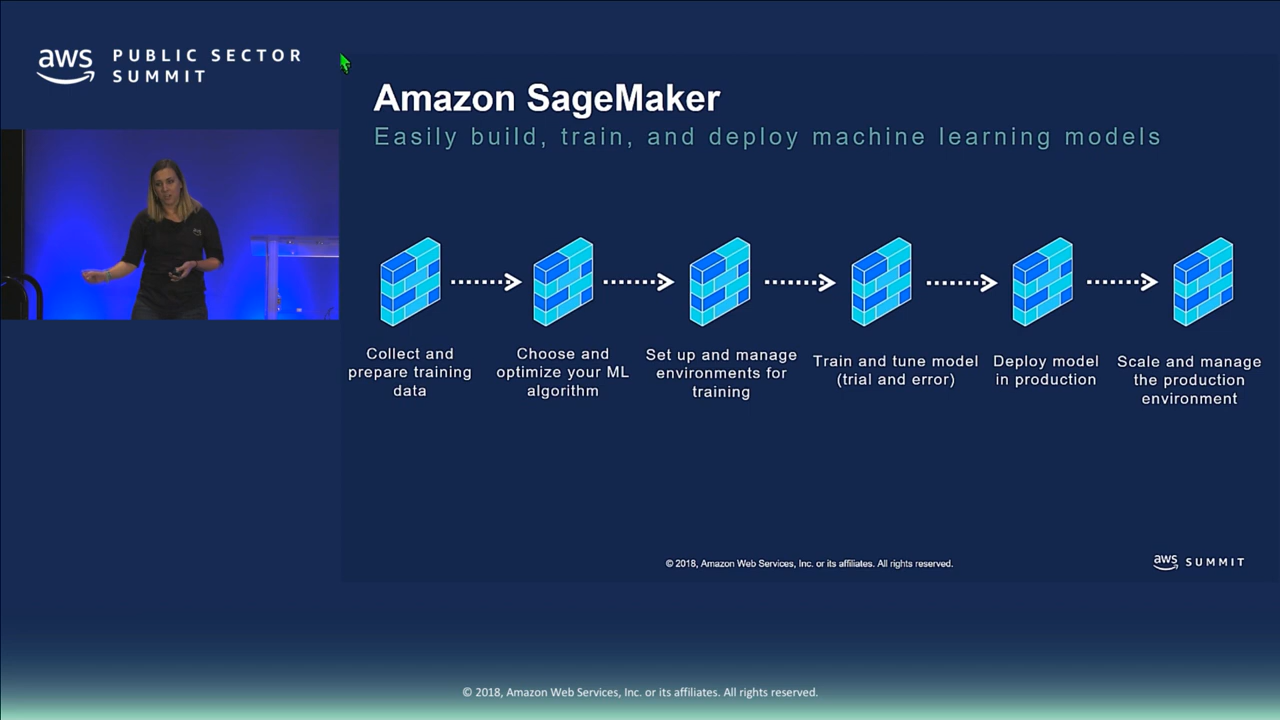 aws PUBLIC SECTOR
SUMMIT
Amazon SageMaker
Easily build, train, and deploy machine learning models
Collect and
prepare training
data
Choose and
optimize your ML
algorithm
Set up and manage
environments for
training
Train and tune model
(trial and error)
Deploy model
in production
Scale and manage
the production
environment
© 2018, Amazon Web Services, Inc. or its affiliates. All rights reserved.
aws SUMMIT
© 2018, Amazon Web Services, Inc. or its affiliates. All rights reserved.